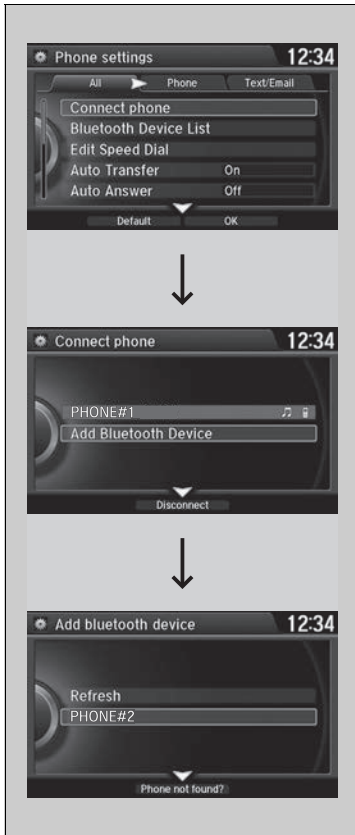 Phone settings 12:34
All Phone Text/Email
Connect phone
Bluetooth Device List
Edit Speed Dial
Auto Transfer On
Auto Answer Off
Default OK
Connect phone 12:34
PHONE#1
Add Bluetooth Device
Disconnect
Add bluetooth device 12:34
Refresh
PHONE#2
Phone not found?